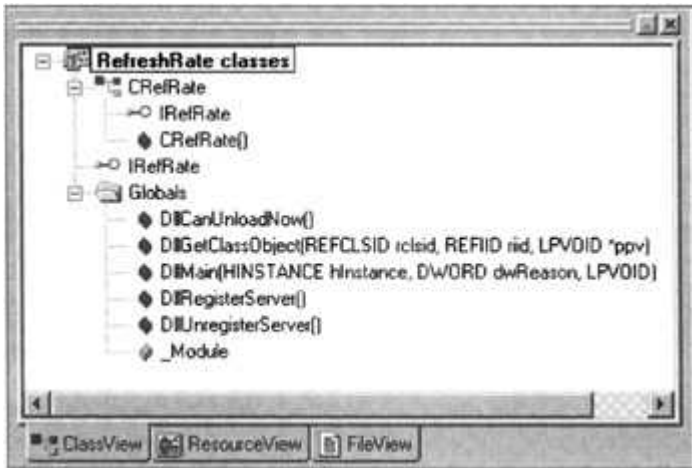 RefreshRate classes
CRefRate
IRefRate
CRefRate()
IRefRate
Globals
DllCanUnloadNow()
DllGetClassObject(REFCLSID rclsid, REFIID riid, LPVOID *ppv)
DllMain(HINSTANCE hInstance, DWORD dwReason, LPVOID)
DllRegisterServer()
DllUnregisterServer()
_Module
ClassView ResourceView FileView